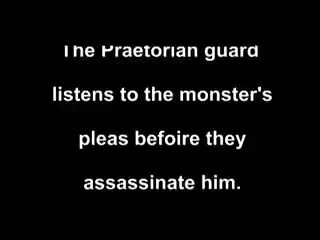 The Praetorian guard
listens to the monster's
pleas befoire they
assassinate him.